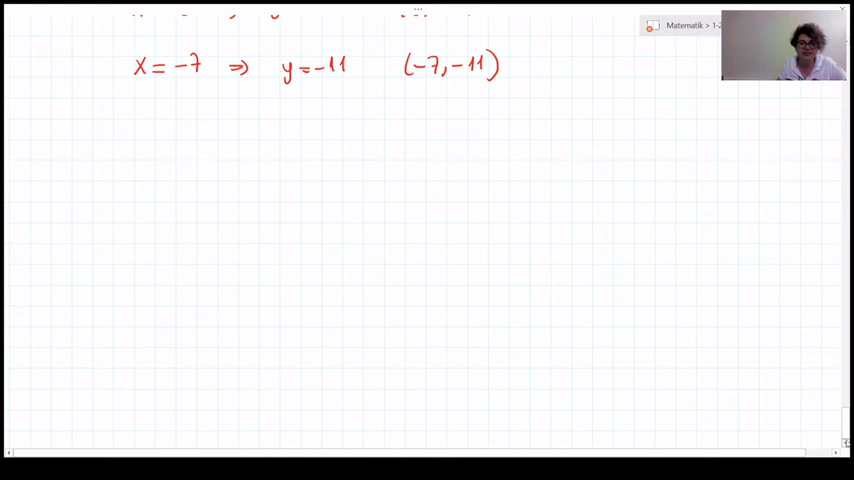 Matematik > 1-2
x = -7 ⇒ y = -11 (-7, -11)